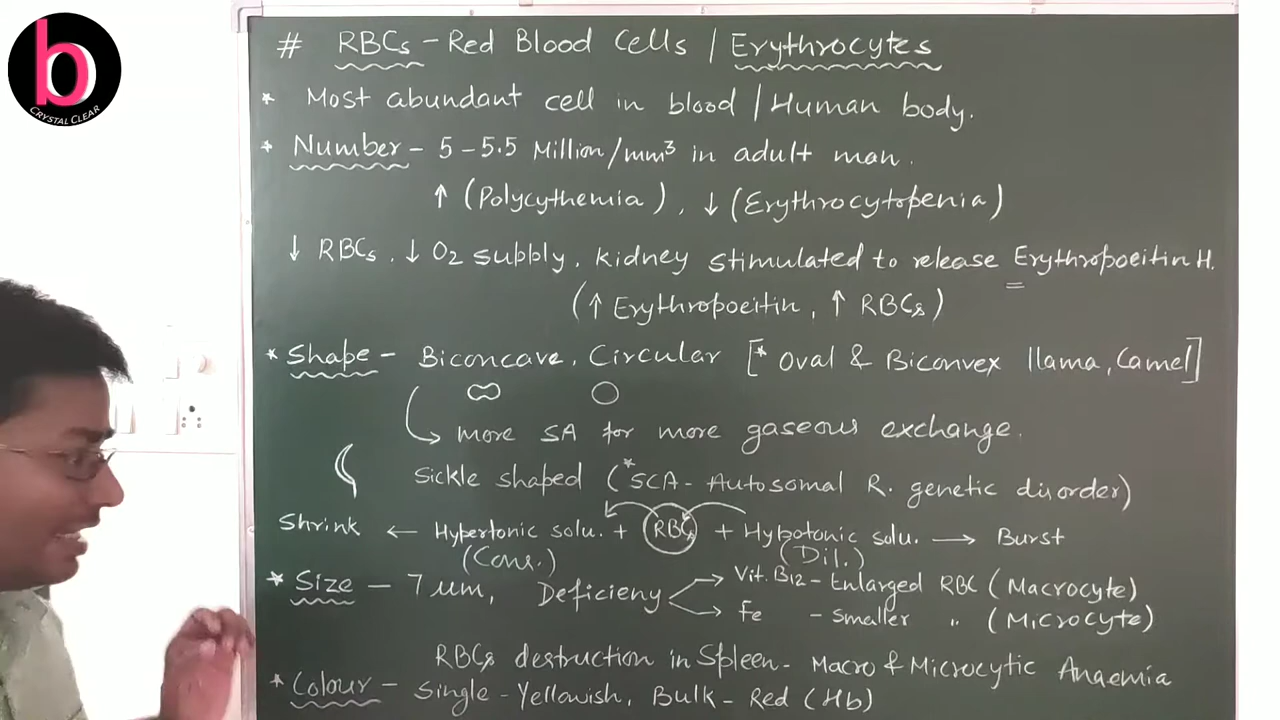 b
CRYSTAL CLEAR
# RBCs - Red Blood Cells / Erythrocytes
* Most abundant cell in blood / Human body.
* Number - 5 - 5.5 Million/mm³ in adult man.
↑ (Polycythemia), ↓ (Erythrocytopenia)
↓ RBCs, ↓ O2 supply, kidney stimulated to release Erythropoeitin H.
(↑ Erythropoeitin, ↑ RBCs)
* Shape - Biconcave, Circular [* Oval & Biconvex llama, Camel]
→ more SA for more gaseous exchange.
Sickle shaped (*SCA - Autosomal R. genetic disorder)
Shrink ← Hypertonic solu. + RBCs + Hypotonic solu. → Burst
(Conc.) (Dil.)
* Size - 7 um, Deficieny → Vit. B12 - Enlarged RBC (Macrocyte)
→ Fe - Smaller " (Microcyte)
RBCs destruction in Spleen - Macro & Microcytic Anaemia
* Colour - Single - Yellowish, Bulk - Red (Hb)